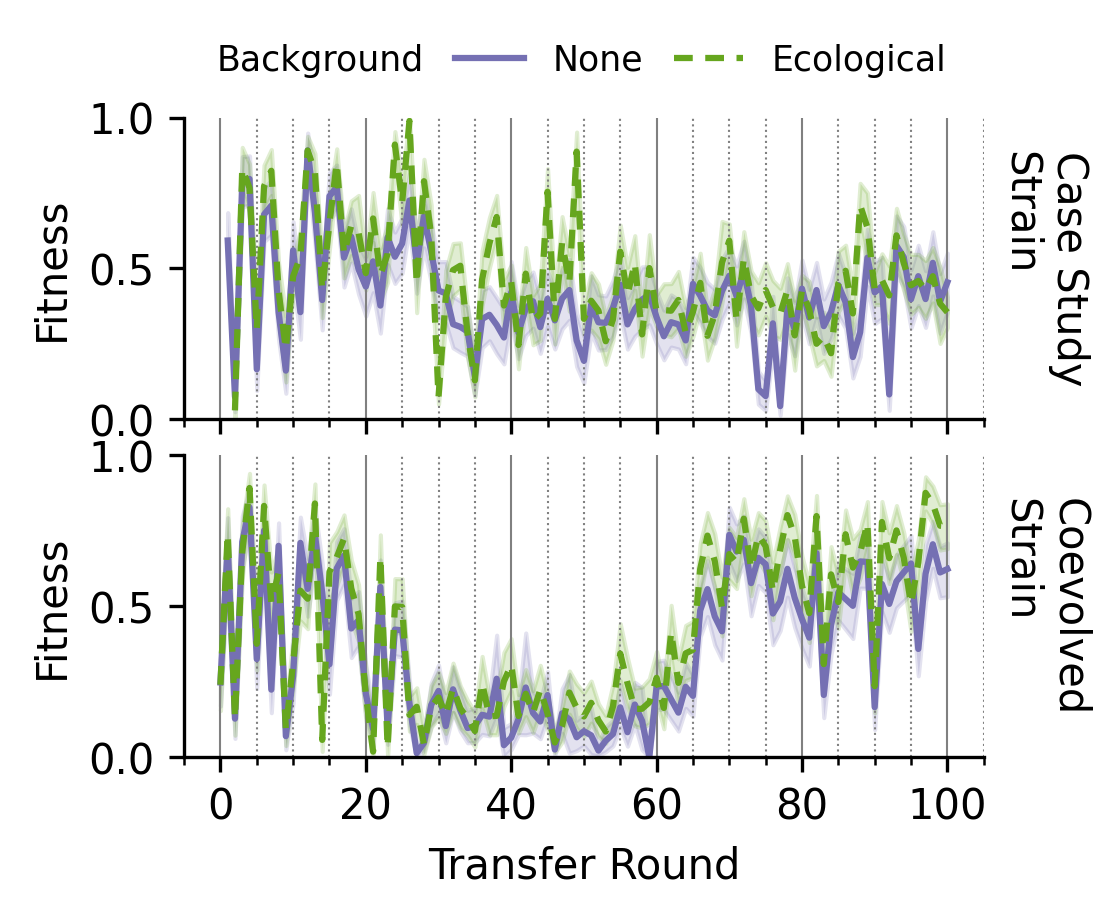 Background None Ecological
1.0
0.5
0.0
Fitness
Case Study
Strain
1.0
0.5
0.0
Fitness
Coevolved
Strain
0 20 40 60 80 100
Transfer Round